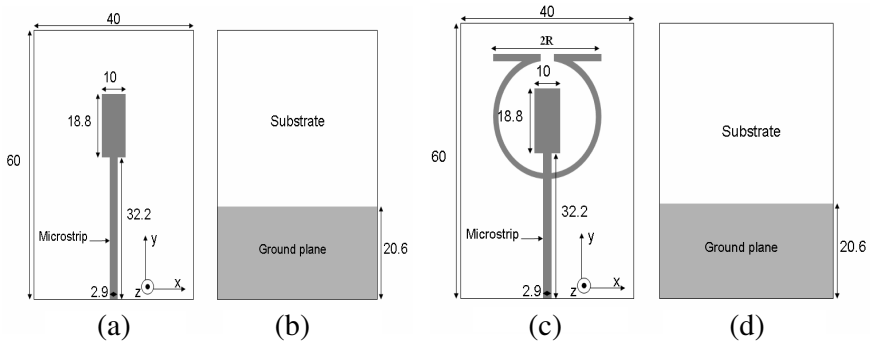 40
10
18.8
60
32.2
Microstrip
y
x
z
2.9
(a)
Substrate
Ground plane
20.6
(b)
40
2R
10
18.8
60
32.2
Microstrip
y
x
z
2.9
(c)
Substrate
Ground plane
20.6
(d)